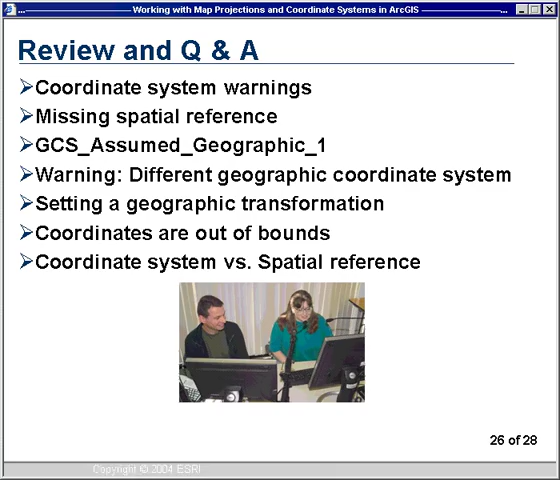 ... Working with Map Projections and Coordinate Systems in ArcGIS ...
Review and Q & A
➢Coordinate system warnings
➢Missing spatial reference
➢GCS_Assumed_Geographic_1
➢Warning: Different geographic coordinate system
➢Setting a geographic transformation
➢Coordinates are out of bounds
➢Coordinate system vs. Spatial reference
26 of 28
Copyright © 2004 ESRI